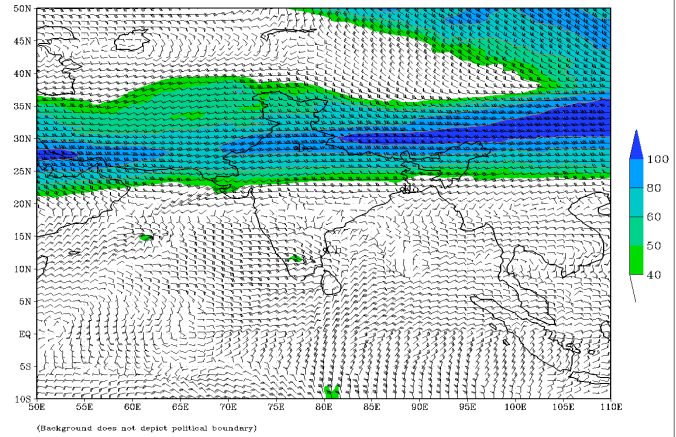 50N
45N
40N
35N
30N
25N
20N
15N
10N
5N
EQ
5S
10S
50E 55E 60E 65E 70E 75E 80E 85E 90E 95E 100E 105E 110E
100
80
60
50
40
(Background does not depict political boundary)